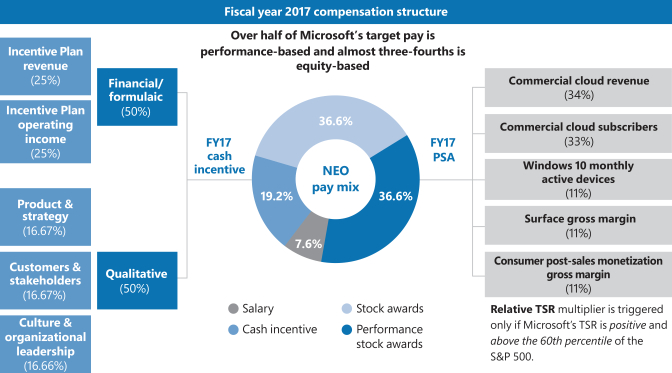 Fiscal year 2017 compensation structure
Over half of Microsoft's target pay is
performance-based and almost three-fourths is
equity-based
Incentive Plan
revenue
(25%)
Incentive Plan
operating
income
(25%)
Financial/
formulaic
(50%)
Product &
strategy
(16.67%)
Customers &
stakeholders
(16.67%)
Culture &
organizational
leadership
(16.66%)
Qualitative
(50%)
FY17
cash
incentive
36.6%
19.2%
NEO
pay mix
36.6%
7.6%
FY17
PSA
Salary
Stock awards
Cash incentive
Performance
stock awards
Commercial cloud revenue
(34%)
Commercial cloud subscribers
(33%)
Windows 10 monthly
active devices
(11%)
Surface gross margin
(11%)
Consumer post-sales monetization
gross margin
(11%)
Relative TSR multiplier is triggered
only if Microsoft's TSR is positive and
above the 60th percentile of the
S&P 500.